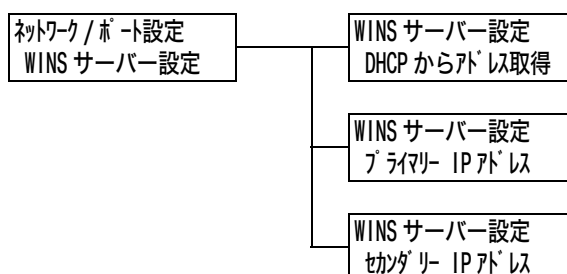 ﾈｯﾄﾜｰｸ / ﾎﾟｰﾄ設定
WINS サーバー設定
WINS サーバー設定
DHCP からｱﾄﾞﾚｽ取得
WINS サーバー設定
ﾌﾟﾗｲﾏﾘｰ IP ｱﾄﾞﾚｽ
WINS サーバー設定
ｾｶﾝﾀﾞﾘｰ IP ｱﾄﾞﾚｽ